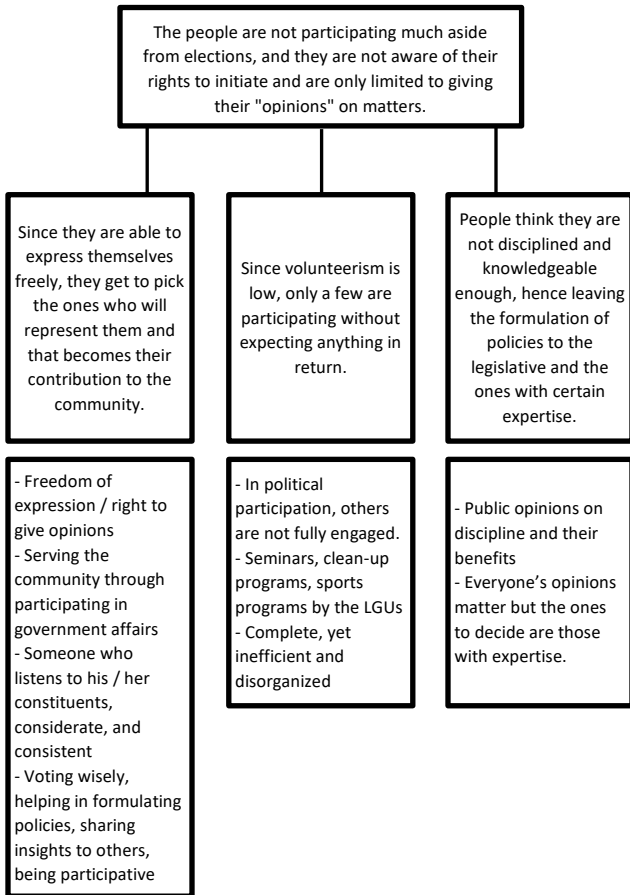 The people are not participating much aside
from elections, and they are not aware of their
rights to initiate and are only limited to giving
their "opinions" on matters.
Since they are able to
express themselves
freely, they get to pick
the ones who will
represent them and
that becomes their
contribution to the
community.
Since volunteerism is
low, only a few are
participating without
expecting anything in
return.
People think they are
not disciplined and
knowledgeable
enough, hence leaving
the formulation of
policies to the
legislative and the
ones with certain
expertise.
- Freedom of
expression / right to
give opinions
- Serving the
community through
participating in
government affairs
- Someone who
listens to his / her
constituents,
considerate, and
consistent
- Voting wisely,
helping in formulating
policies, sharing
insights to others,
being participative
- In political
participation, others
are not fully engaged.
- Seminars, clean-up
programs, sports
programs by the LGUs
- Complete, yet
inefficient and
disorganized
- Public opinions on
discipline and their
benefits
- Everyone’s opinions
matter but the ones
to decide are those
with expertise.